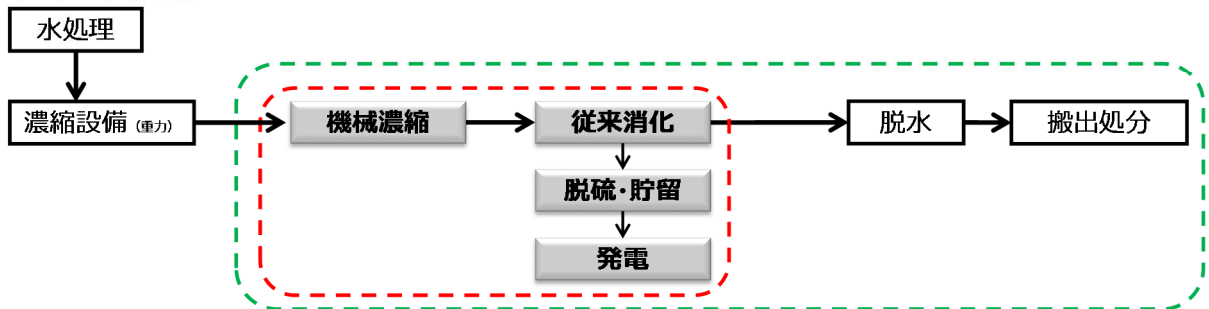 水処理
濃縮設備（重力）
機械濃縮
従来消化
脱水
搬出処分
脱硫・貯留
発電